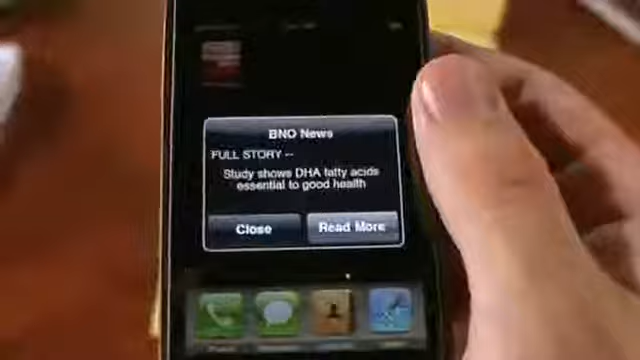 BNO News
FULL STORY --
Study shows DHA fatty acids
essential to good health
Close
Read More